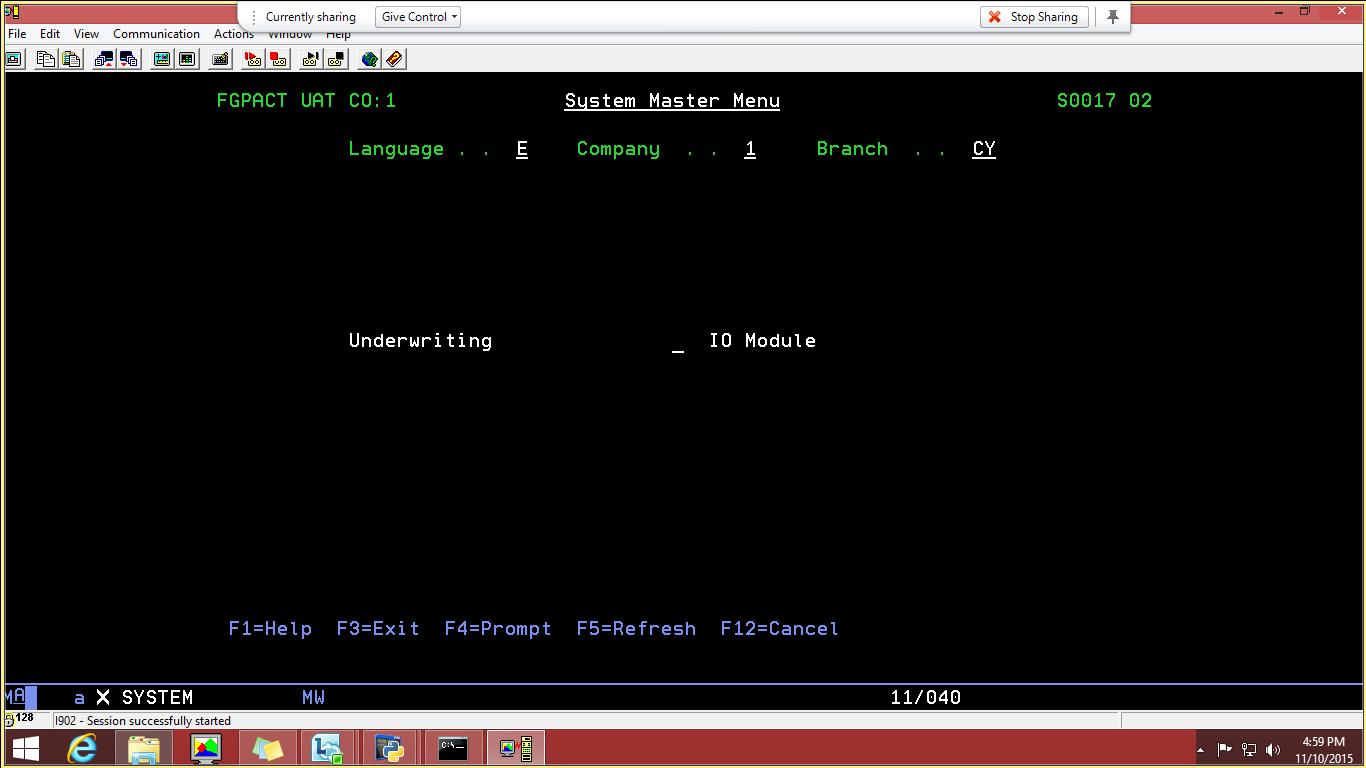 Currently sharing Give Control Stop Sharing
File Edit View Communication Actions Window Help
FGPACT UAT CO:1 System Master Menu S0017 02
Language . . E Company . . 1 Branch . . CY
Underwriting _ IO Module
F1=Help F3=Exit F4=Prompt F5=Refresh F12=Cancel
MA a X SYSTEM MW 11/040
128 I902 - Session successfully started
C:\. 4:59 PM
11/10/2015